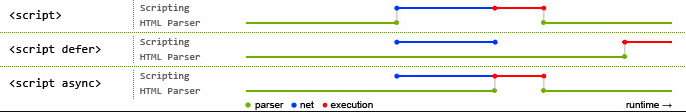 <script>
Scripting
HTML Parser
<script defer>
Scripting
HTML Parser
<script async>
Scripting
HTML Parser
parser net execution runtime →